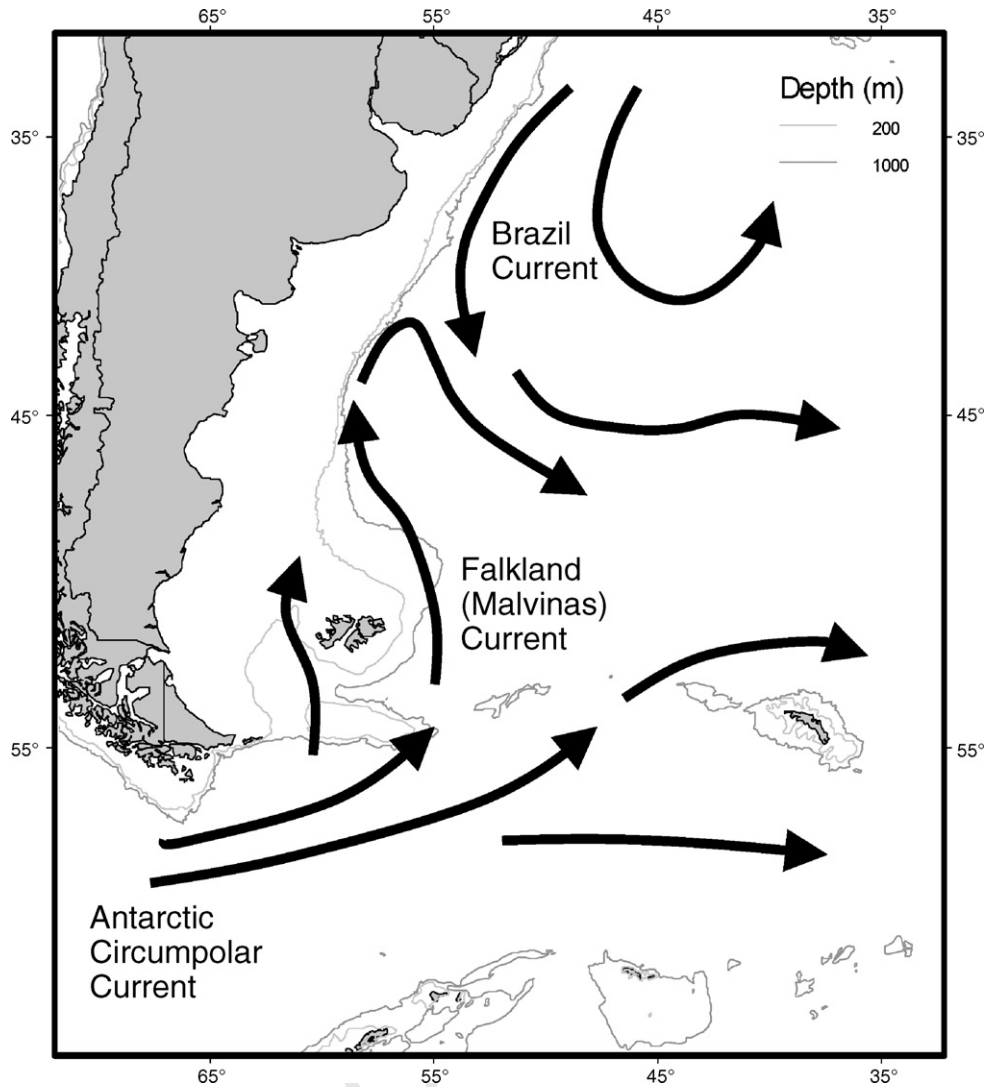 65° 55° 45° 35°
Depth (m)
200
1000
35° 35°
Brazil
Current
45° 45°
Falkland
(Malvinas)
Current
55° 55°
Antarctic
Circumpolar
Current
65° 55° 45° 35°